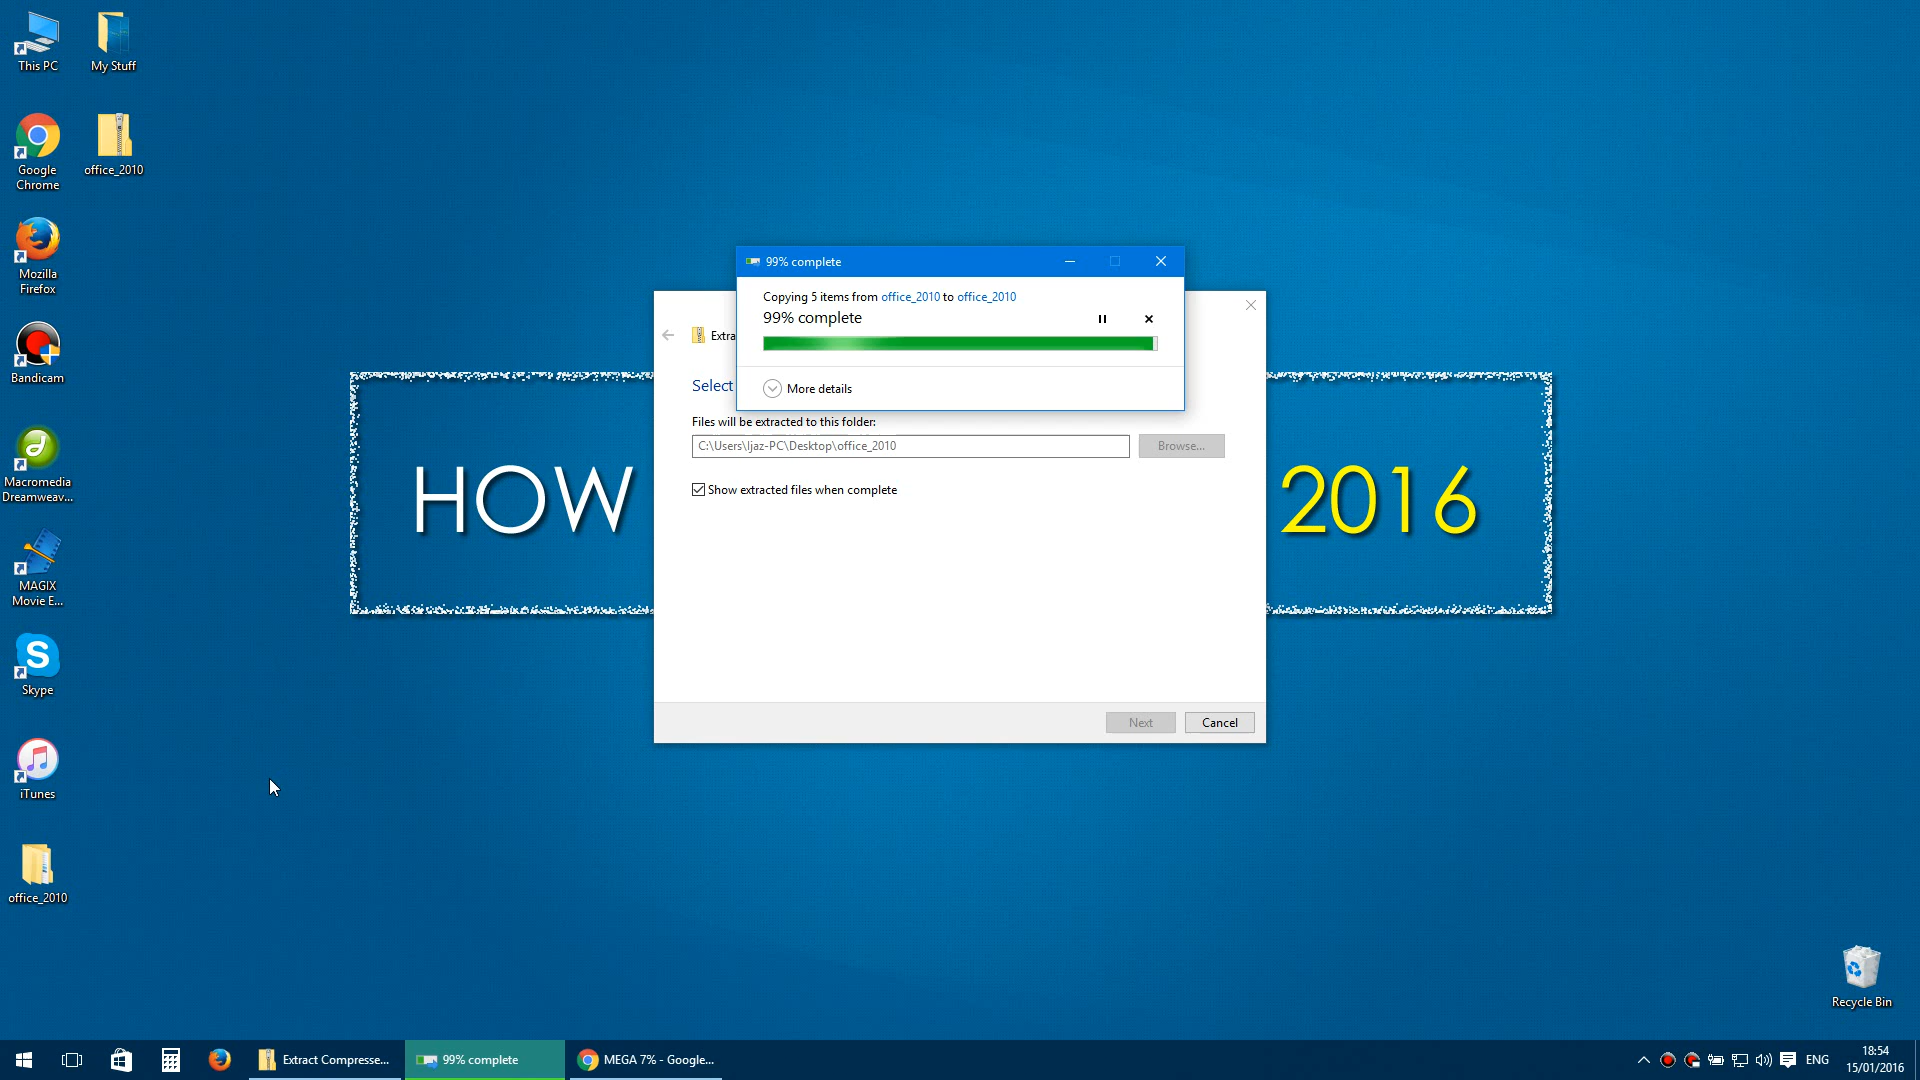 This PC
My Stuff
Google
Chrome
office_2010
Mozilla
Firefox
Bandicam
Macromedia
Dreamweav...
MAGIX
Movie E...
Skype
iTunes
office_2010
99% complete
Copying 5 items from office_2010 to office_2010
99% complete
More details
Extra
Select
Files will be extracted to this folder:
C:\Users\Ijaz-PC\Desktop\office_2010
Browse...
Show extracted files when complete
Next
Cancel
HOW
2016
Recycle Bin
Extract Compresse...
99% complete
MEGA 7% - Google...
ENG
18:54
15/01/2016